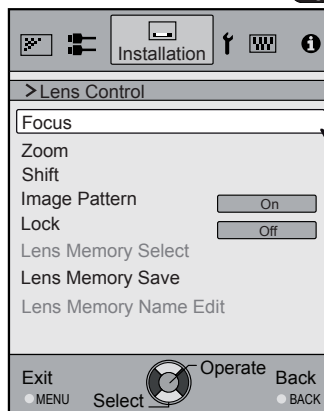 Installation
>Lens Control
Focus
Zoom
Shift
Image Pattern On
Lock Off
Lens Memory Select
Lens Memory Save
Lens Memory Name Edit
Exit Operate Back
MENU Select BACK